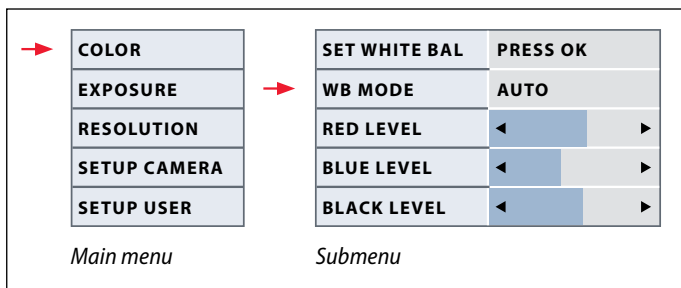 COLOR
EXPOSURE
RESOLUTION
SETUP CAMERA
SETUP USER
Main menu
SET WHITE BAL PRESS OK
WB MODE AUTO
RED LEVEL
BLUE LEVEL
BLACK LEVEL
Submenu